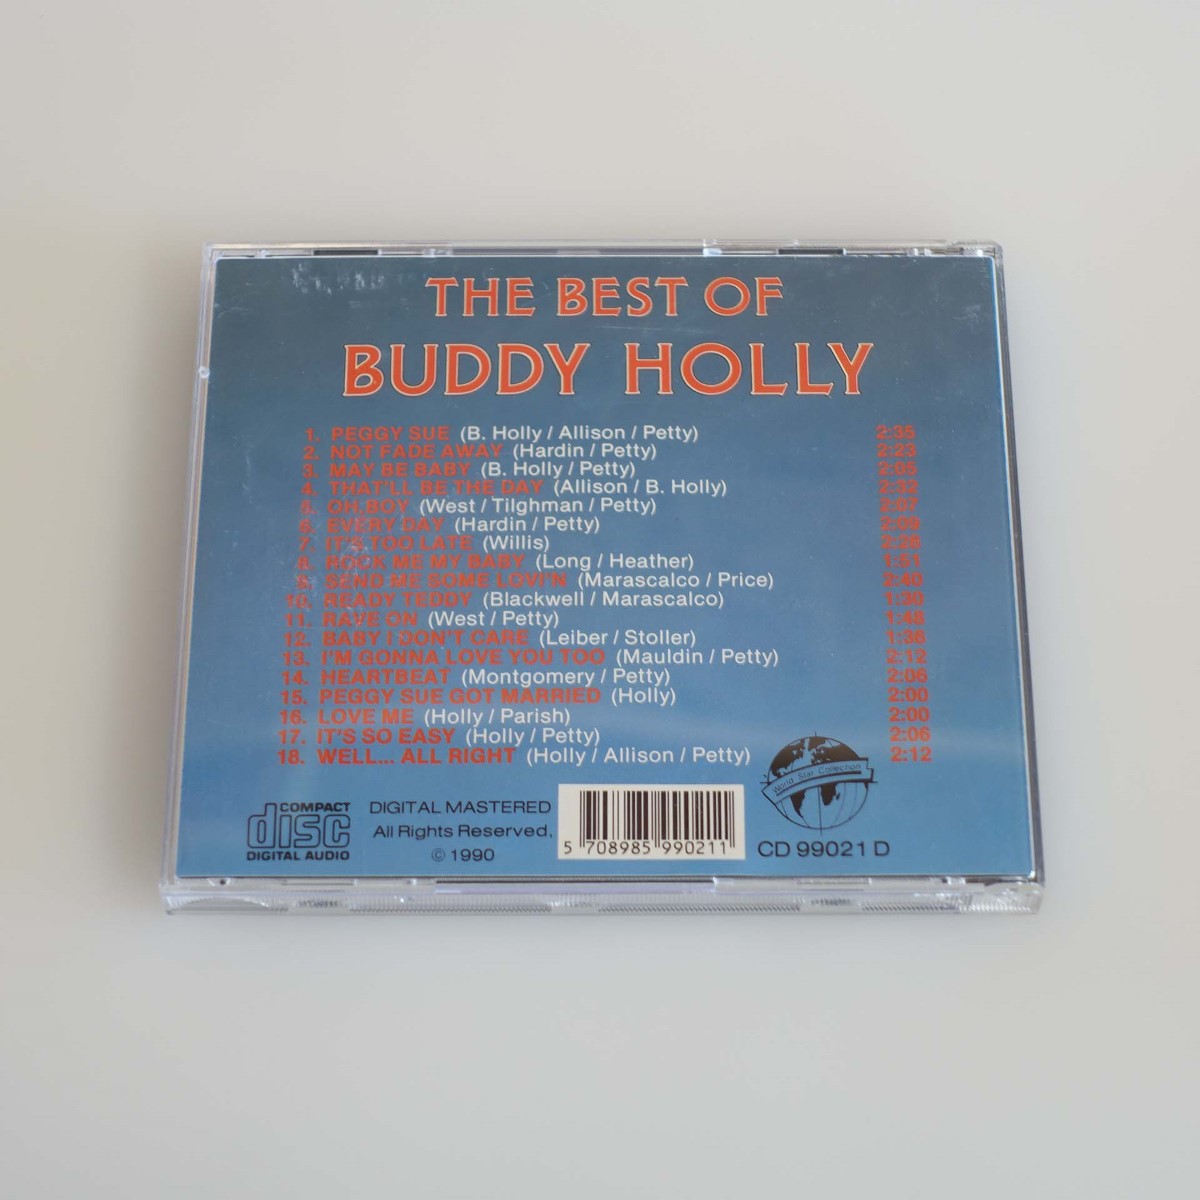 THE BEST OF
BUDDY HOLLY
1. PEGGY SUE (B. Holly / Allison / Petty) 2:35
2. NOT FADE AWAY (Hardin / Petty) 2:23
3. MAY BE BABY (B. Holly / Petty) 2:05
4. THAT'LL BE THE DAY (Allison / B. Holly) 2:32
5. OH BOY (West / Tilghman / Petty) 2:07
6. EVERY DAY (Hardin / Petty) 2:09
7. IT'S TOO LATE (Willis)
8. ROCK ME MY BABY (Long / Heather) 1:51
9. SEND ME SOME LOVI'N (Marascalco / Price) 2:40
10. READY TEDDY (Blackwell / Marascalco) 1:30
11. RAVE ON (West / Petty) 1:48
12. BABY I DON'T CARE (Leiber / Stoller) 1:36
13. I'M GONNA LOVE YOU TOO (Mauldin / Petty) 2:12
14. HEARTBEAT (Montgomery / Petty) 2:06
15. PEGGY SUE GOT MARRIED (Holly) 2:00
16. LOVE ME (Holly / Parish) 2:00
17. IT'S SO EASY (Holly / Petty) 2:06
18. WELL... ALL RIGHT (Holly / Allison / Petty) 2:12
World Star Collection
COMPACT
disc
DIGITAL AUDIO
DIGITAL MASTERED
All Rights Reserved,
© 1990
5 708985 990211
CD 99021 D